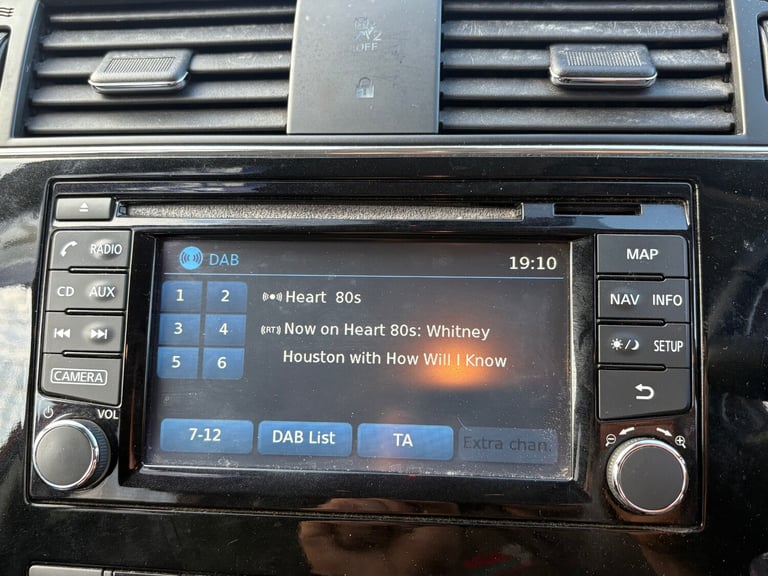 OFF
RADIO
CD AUX
CAMERA
VOL
DAB
19:10
1 2
3 4
5 6
Heart 80s
(RT) Now on Heart 80s: Whitney
Houston with How Will I Know
7-12
DAB List
TA
Extra chan.
MAP
NAV INFO
SETUP